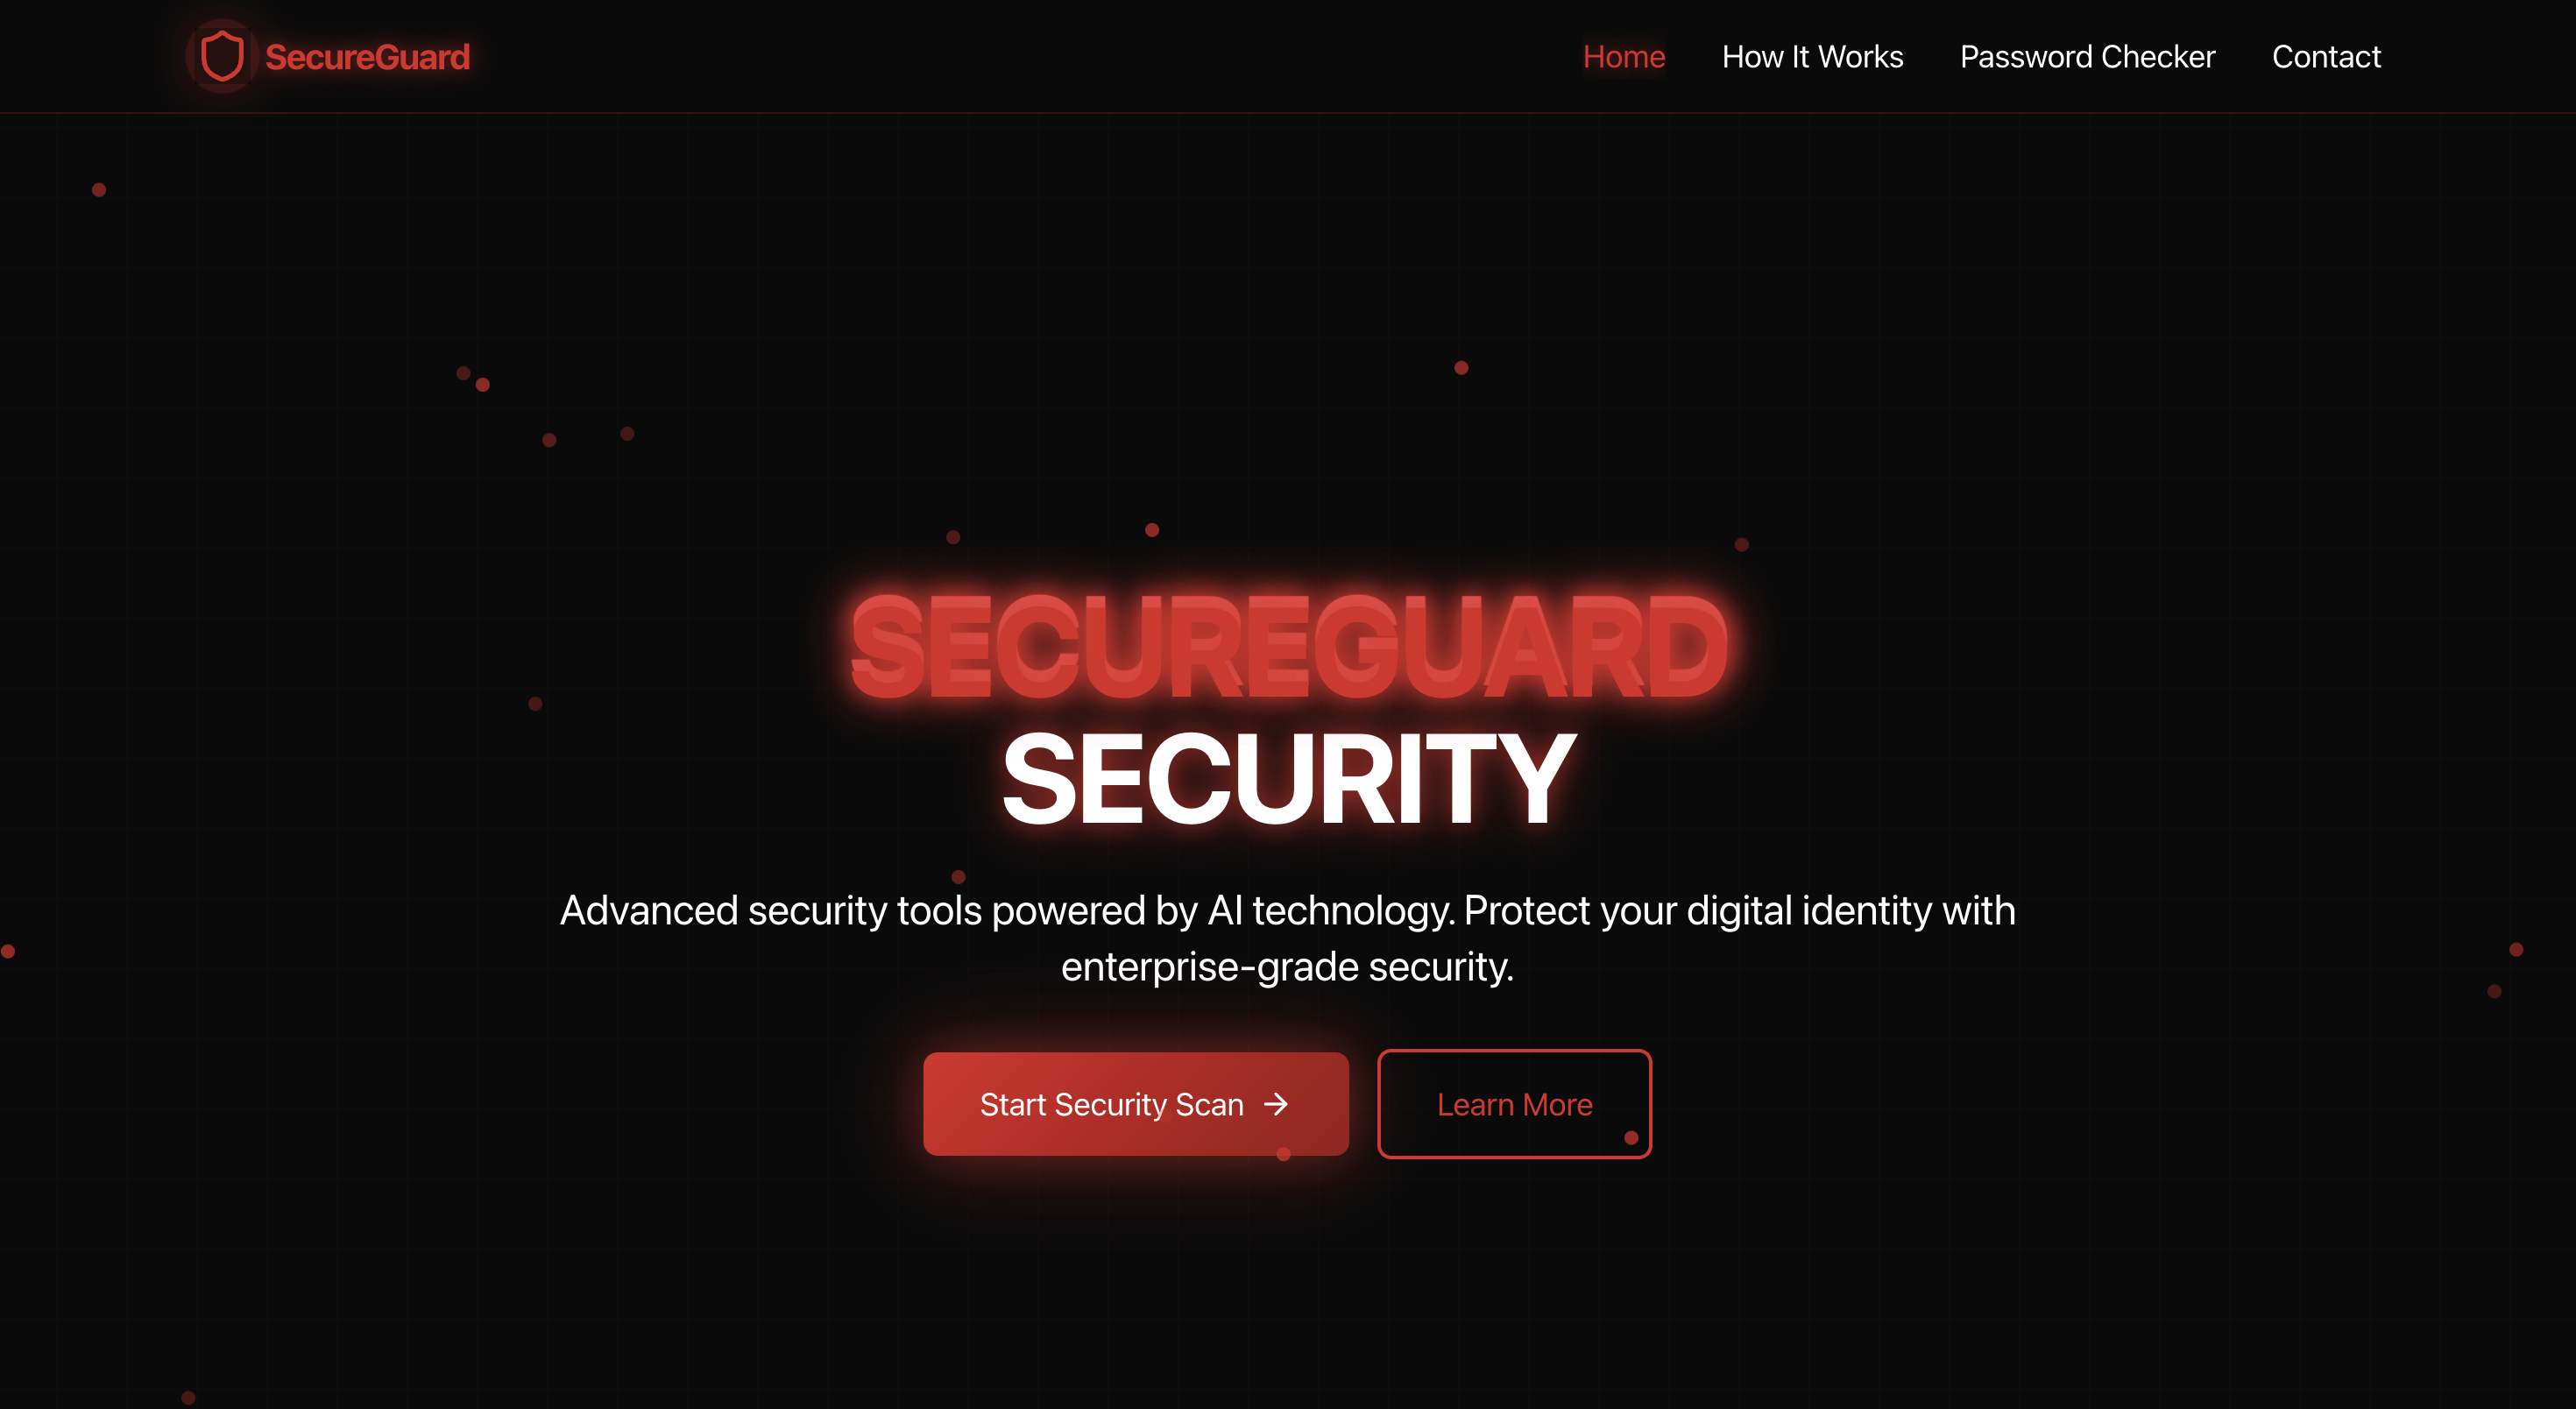 SecureGuard
Home
How It Works
Password Checker
Contact
SECUREGUARD
SECURITY
Advanced security tools powered by AI technology. Protect your digital identity with
enterprise-grade security.
Start Security Scan →
Learn More